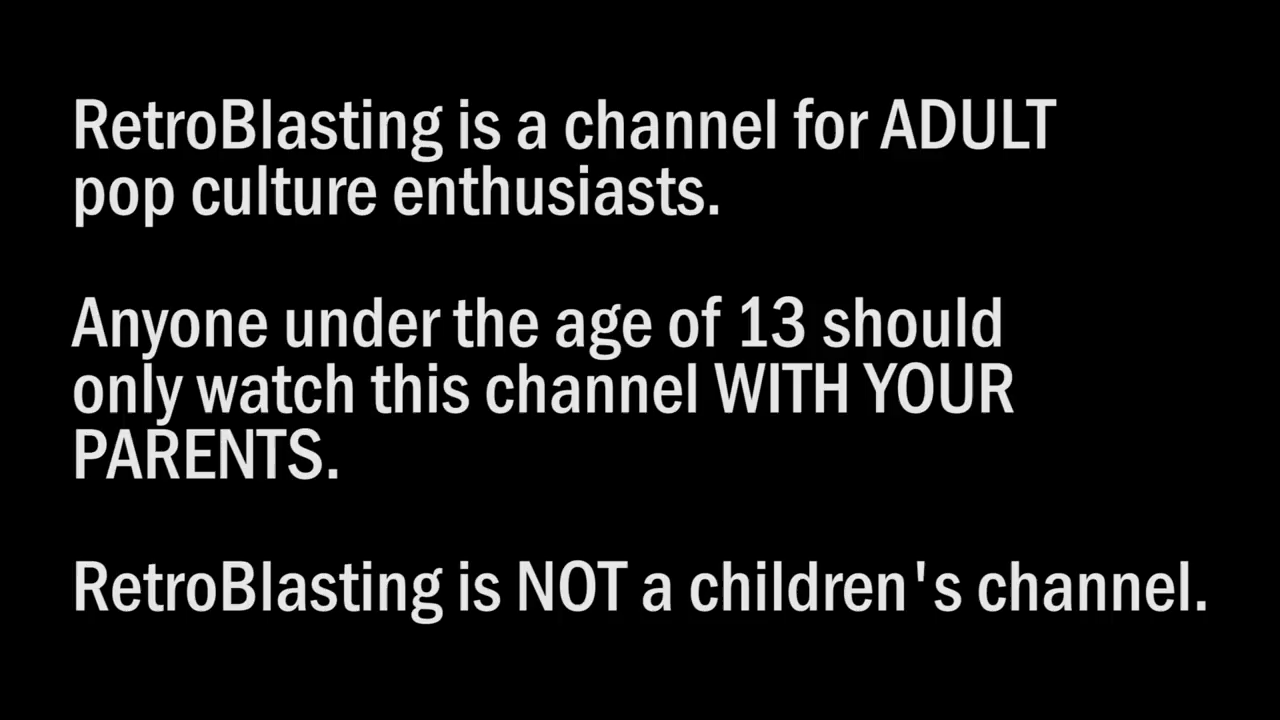 RetroBlasting is a channel for ADULT
pop culture enthusiasts.
Anyone under the age of 13 should
only watch this channel WITH YOUR
PARENTS.
RetroBlasting is NOT a children's channel.